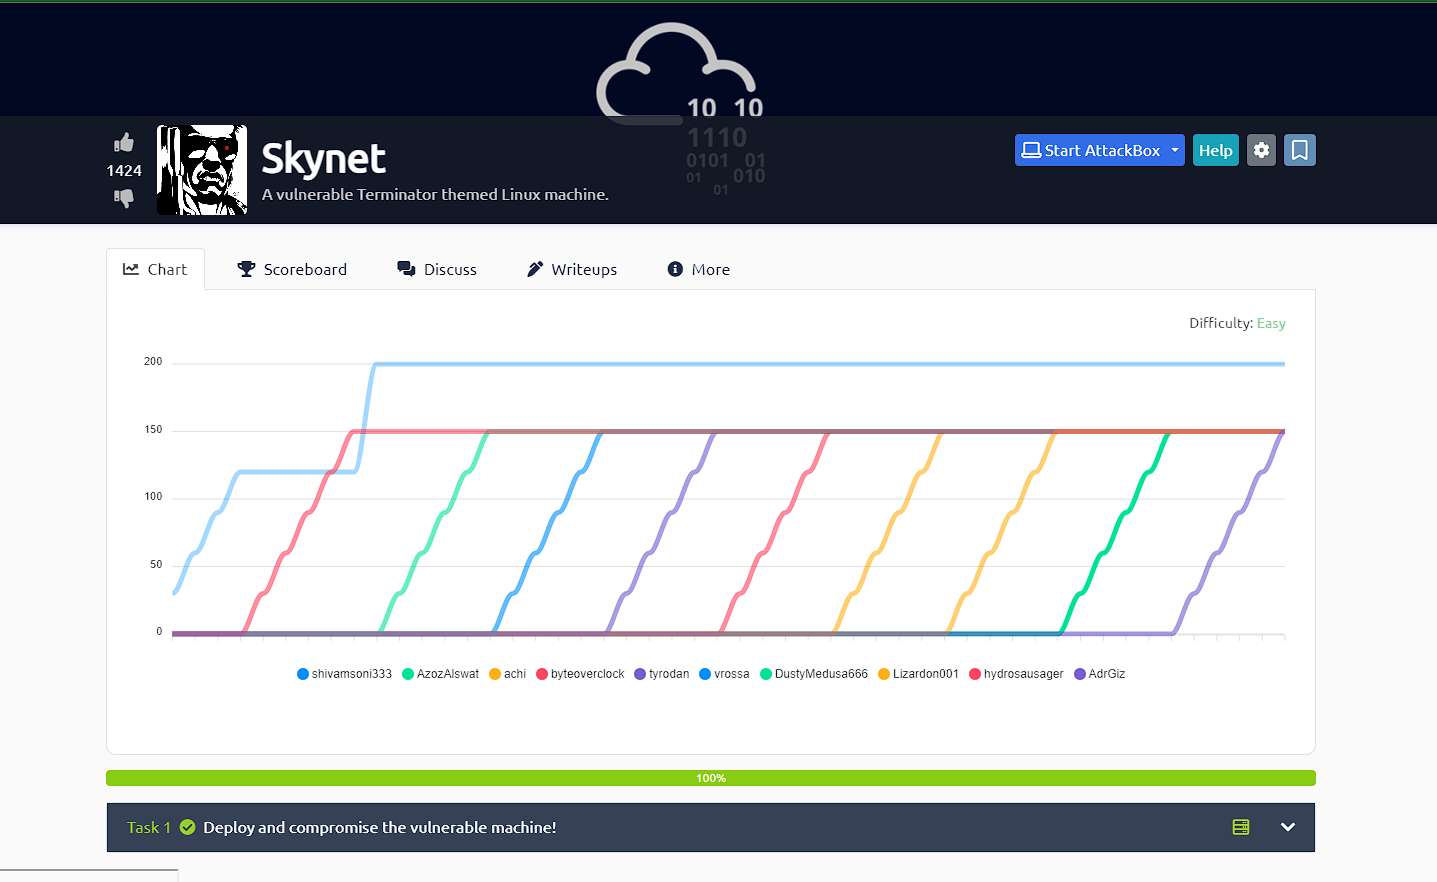 10 10
1110
0101 01
01 010
01
1424
Skynet
A vulnerable Terminator themed Linux machine.
Start AttackBox
Help
Chart
Scoreboard
Discuss
Writeups
More
Difficulty: Easy
200
150
100
50
0
shivamsoni333 AzozAlswat achi byteoverclock tyrodan vrossa DustyMedusa666 Lizardon001 hydrosausager AdrGiz
100%
Task 1 Deploy and compromise the vulnerable machine!